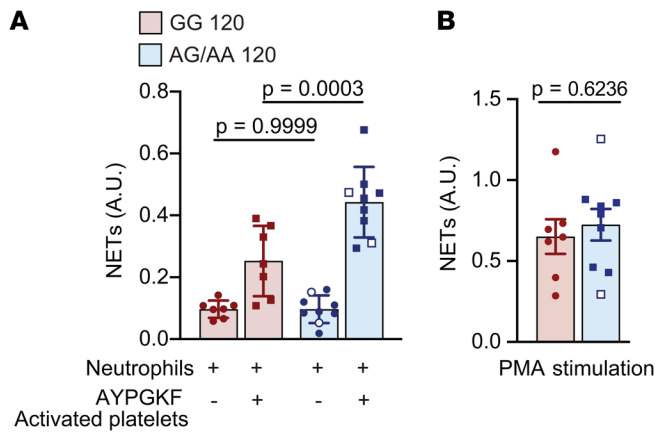 A
GG 120
AG/AA 120
p = 0.0003
p = 0.9999
0.8
0.6
0.4
0.2
0.0
NETs (A.U.)
Neutrophils + + + +
AYPGKF - + - +
Activated platelets
B
p = 0.6236
1.5
1.0
0.5
0.0
NETs (A.U.)
PMA stimulation